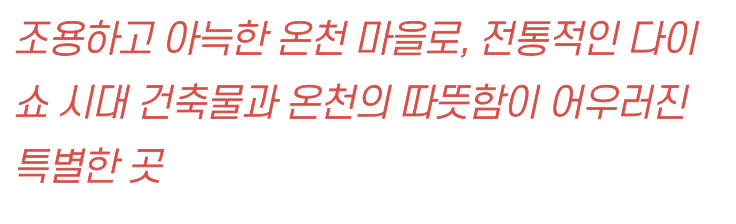 조용하고 아늑한 온천 마을로, 전통적인 다이
쇼 시대 건축물과 온천의 따뜻함이 어우러진
특별한 곳